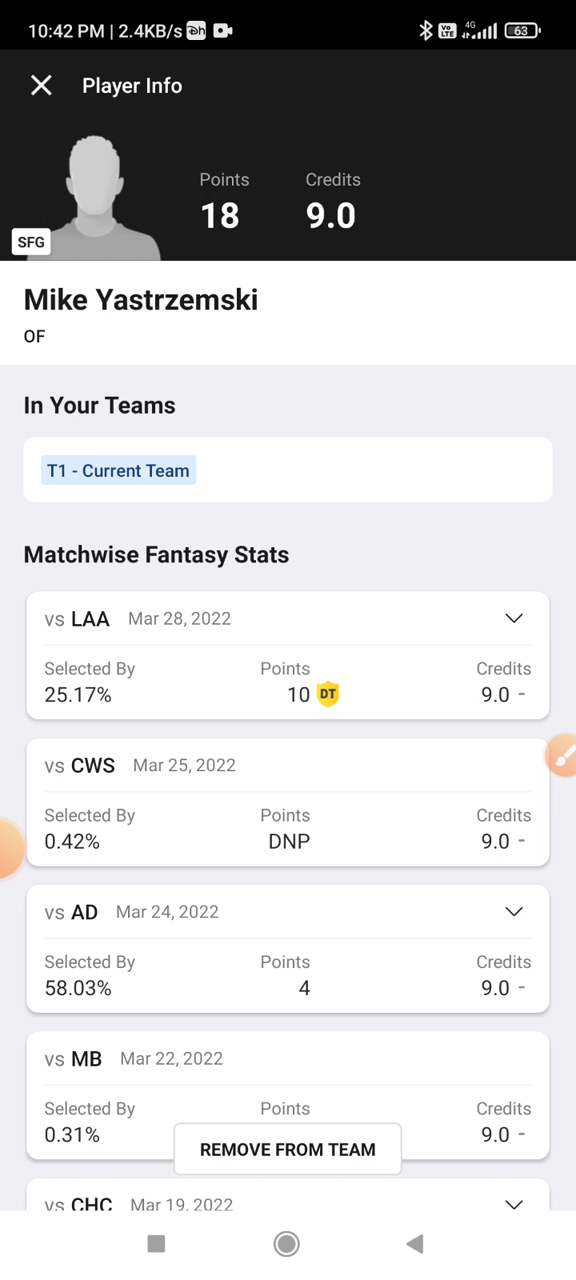 10:42 PM | 2.4KB/s
4G 63
Player Info
Points Credits
18 9.0
SFG
Mike Yastrzemski
OF
In Your Teams
T1 - Current Team
Matchwise Fantasy Stats
vs LAA Mar 28, 2022
Selected By Points Credits
25.17% 10 DT 9.0 -
vs CWS Mar 25, 2022
Selected By Points Credits
0.42% DNP 9.0 -
vs AD Mar 24, 2022
Selected By Points Credits
58.03% 4 9.0 -
vs MB Mar 22, 2022
Selected By Points Credits
0.31% 9.0 -
REMOVE FROM TEAM
vs CHC Mar 19, 2022